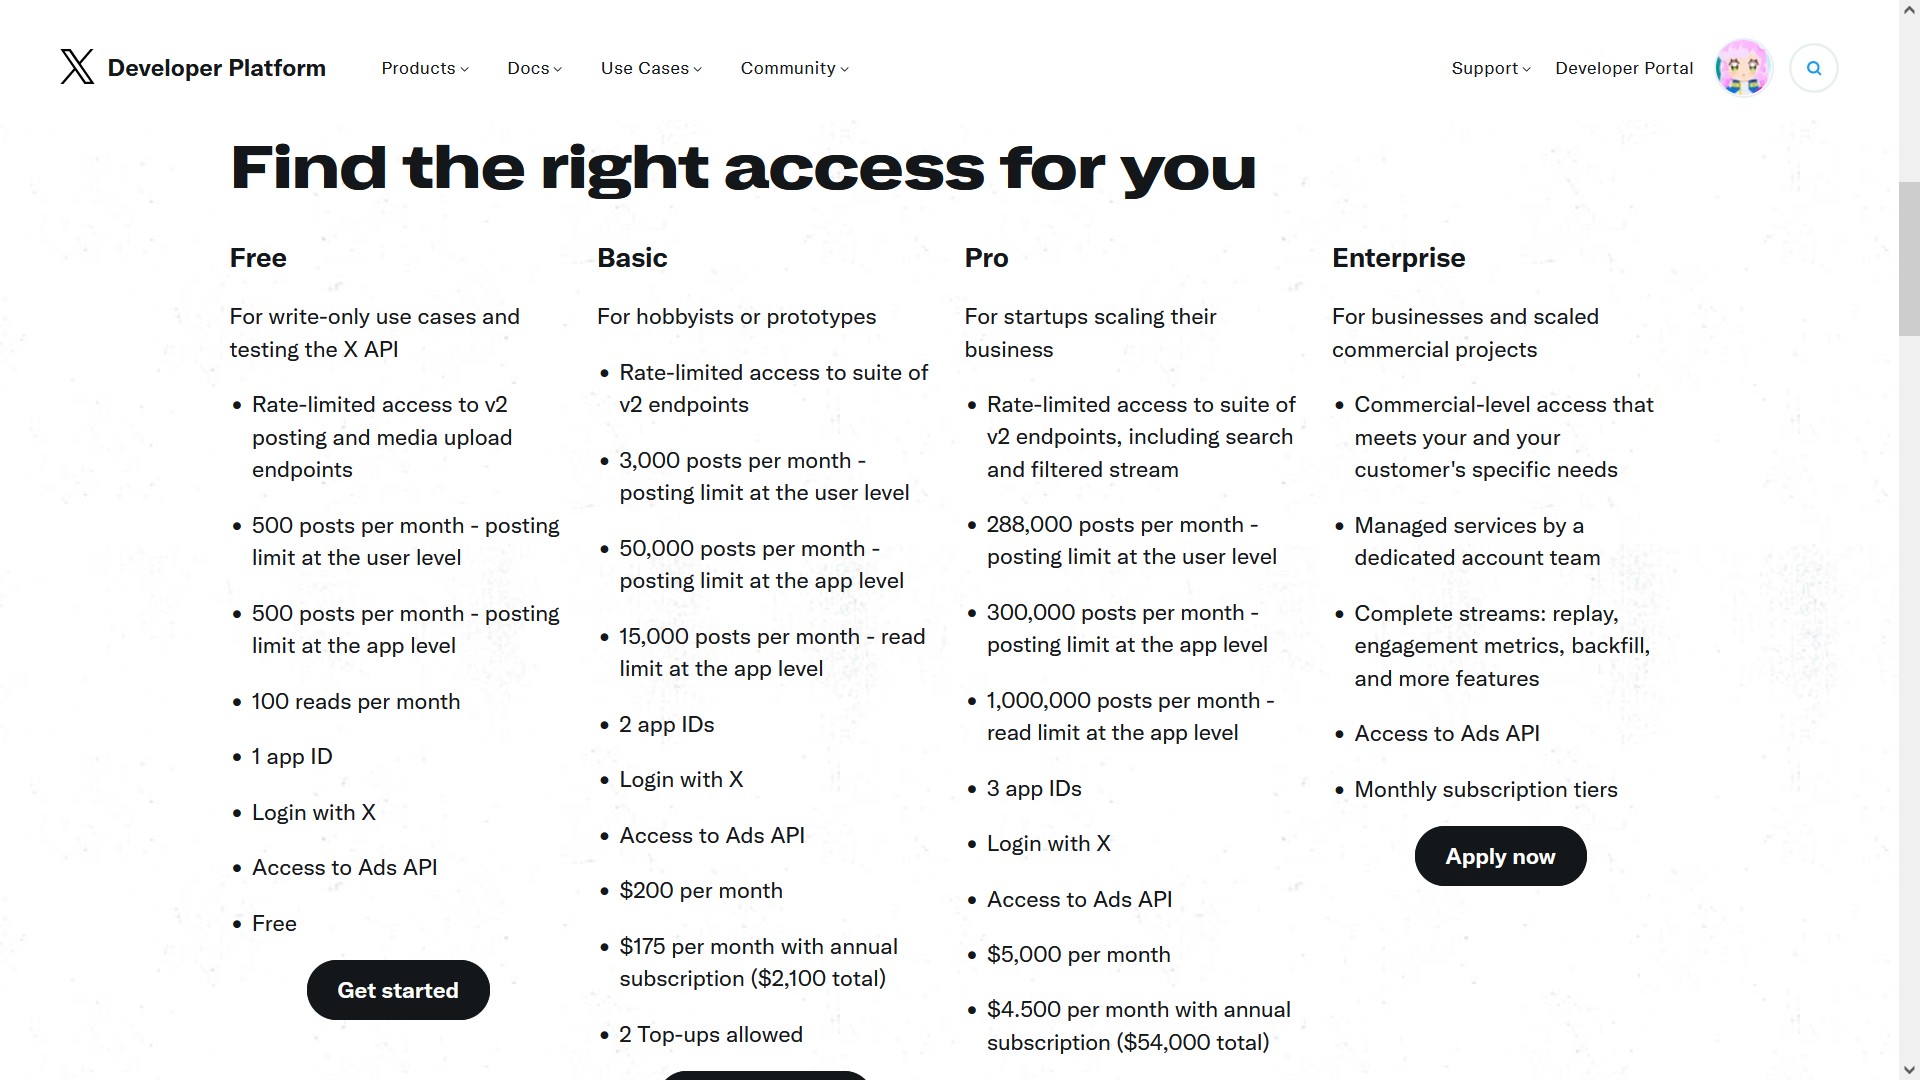 Developer Platform
Products
Docs
Use Cases
Community
Support
Developer Portal
Find the right access for you
Free
For write-only use cases and
testing the X API
Rate-limited access to v2
posting and media upload
endpoints
500 posts per month - posting
limit at the user level
500 posts per month - posting
limit at the app level
100 reads per month
1 app ID
Login with X
Access to Ads API
Free
Get started
Basic
For hobbyists or prototypes
Rate-limited access to suite of
v2 endpoints
3,000 posts per month -
posting limit at the user level
50,000 posts per month -
posting limit at the app level
15,000 posts per month - read
limit at the app level
2 app IDs
Login with X
Access to Ads API
$200 per month
$175 per month with annual
subscription ($2,100 total)
2 Top-ups allowed
Pro
For startups scaling their
business
Rate-limited access to suite of
v2 endpoints, including search
and filtered stream
288,000 posts per month -
posting limit at the user level
300,000 posts per month -
posting limit at the app level
1,000,000 posts per month -
read limit at the app level
3 app IDs
Login with X
Access to Ads API
$5,000 per month
$4.500 per month with annual
subscription ($54,000 total)
Enterprise
For businesses and scaled
commercial projects
Commercial-level access that
meets your and your
customer's specific needs
Managed services by a
dedicated account team
Complete streams: replay,
engagement metrics, backfill,
and more features
Access to Ads API
Monthly subscription tiers
Apply now